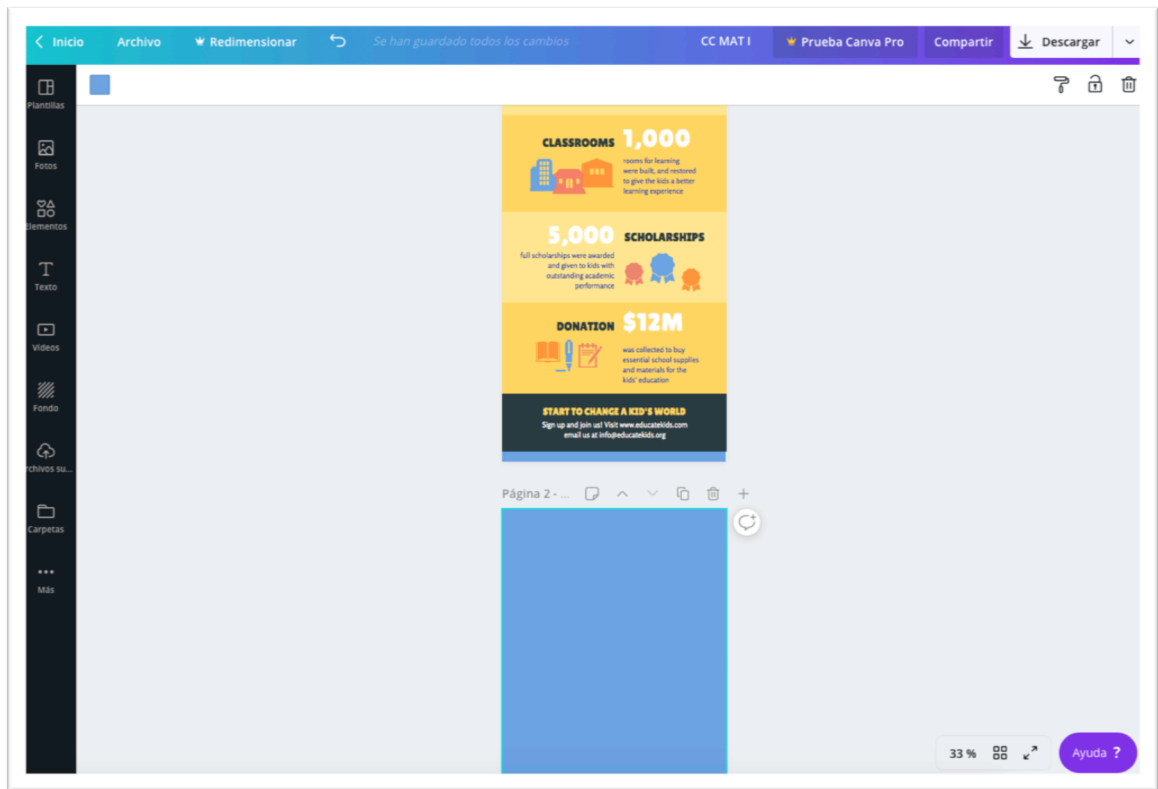 Inicio
Archivo
Redimensionar
Se han guardado todos los cambios
CC MAT I
Prueba Canva Pro
Compartir
Descargar
Plantillas
Fotos
Elementos
Texto
Videos
Fondo
rchivos su...
Carpetas
Más
CLASSROOMS 1,000
rooms for learning
were built, and restored
to give the kids a better
learning experience
5,000 SCHOLARSHIPS
full scholarships were awarded
and given to kids with
outstanding academic
performance
DONATION $12M
was collected to buy
essential school supplies
and materials for the
kids' education
START TO CHANGE A KID'S WORLD
Sign up and join us! Visit www.educatekids.com
email us at info@educatekids.org
Página 2 - ...
33 %
Ayuda ?